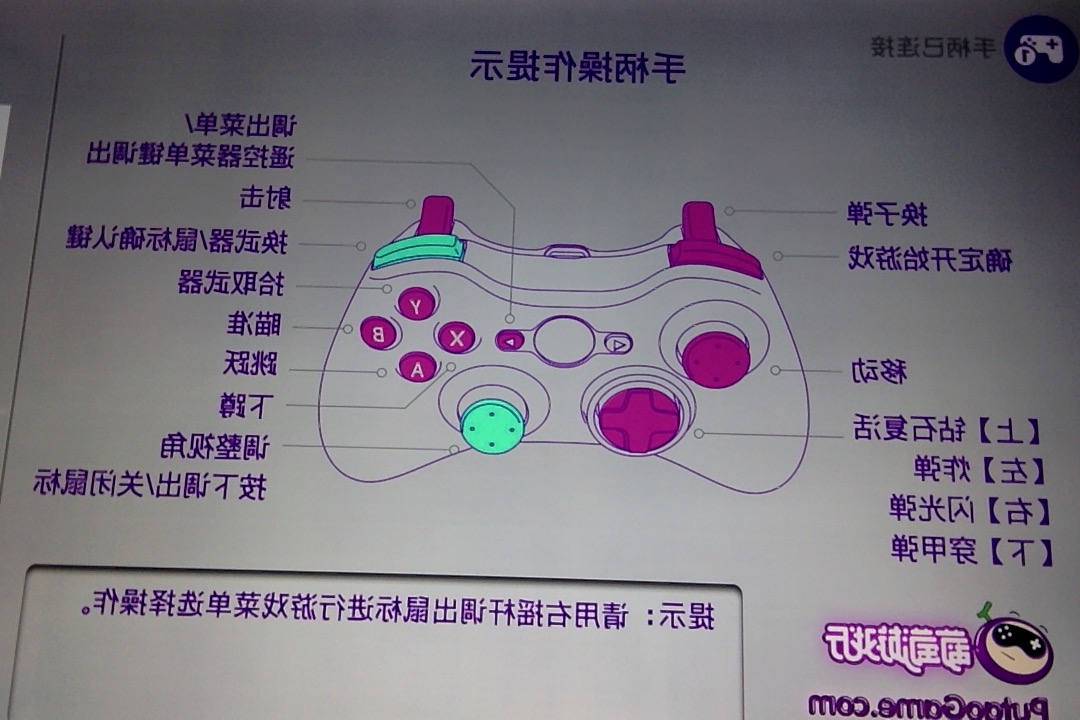 手柄已连接
手柄操作提示
换子弹
确定开始游戏
移动
【上】钻石复活
【左】炸弹
【右】闪光弹
【下】穿甲弹
调出菜单/
遥控器菜单键调出
射击
换武器/鼠标确认键
拾取武器
瞄准
跳跃
下蹲
调整视角
按下调出/关闭鼠标
Y
B
X
A
提示：请用右摇杆调出鼠标进行游戏菜单选择操作。
葡萄游戏厅
PutaoGame.com